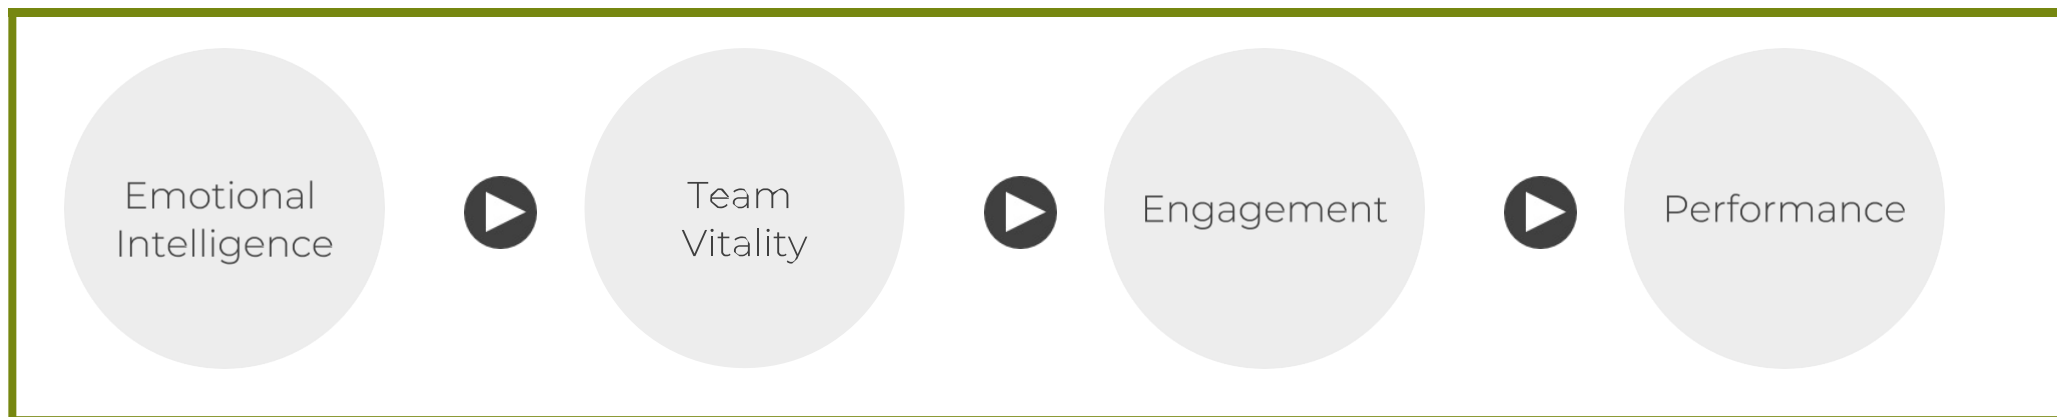 Emotional
Intelligence
Team
Vitality
Engagement
Performance